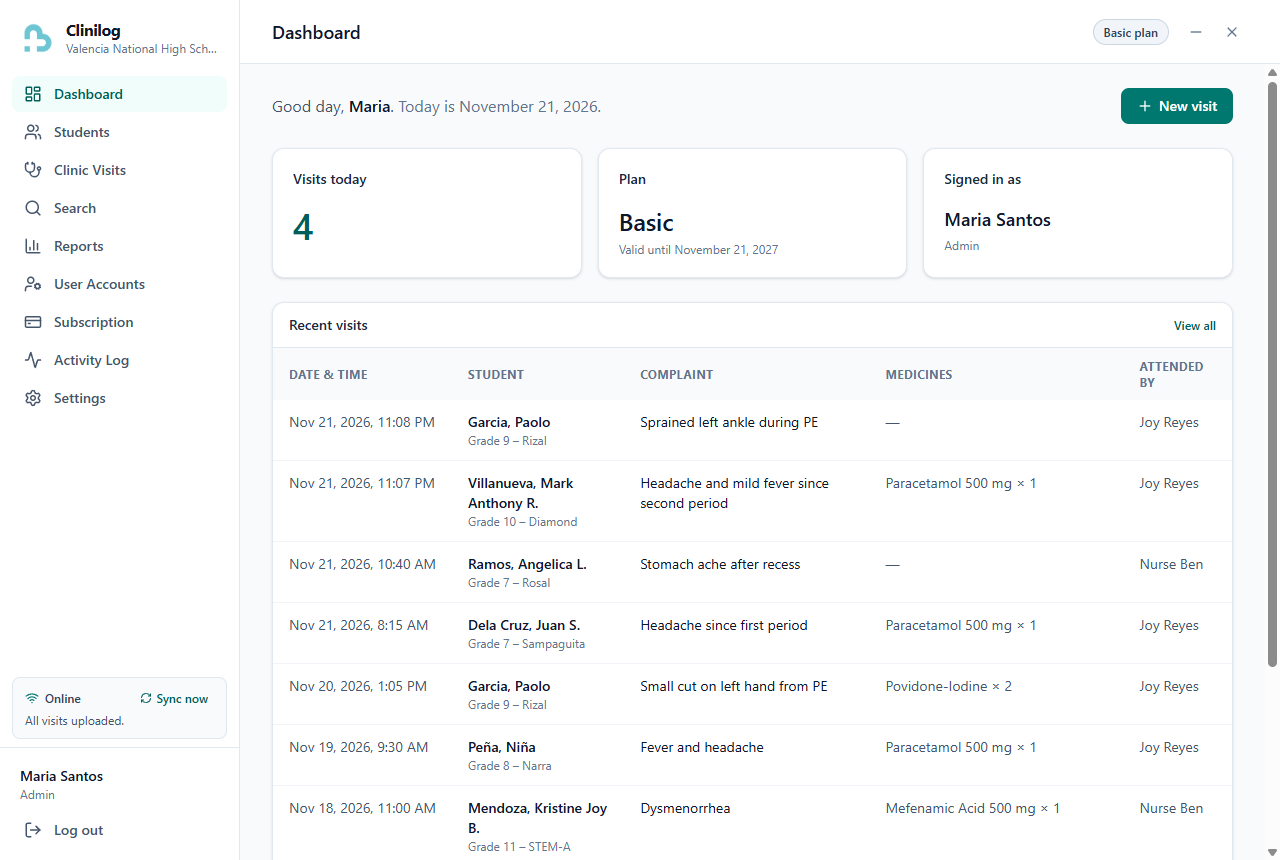 Clinilog
Valencia National High Sch...
Dashboard
Students
Clinic Visits
Search
Reports
User Accounts
Subscription
Activity Log
Settings
Online
Sync now
All visits uploaded.
Maria Santos
Admin
Log out
Dashboard
Basic plan
Good day, Maria. Today is November 21, 2026.
New visit
Visits today
4
Plan
Basic
Valid until November 21, 2027
Signed in as
Maria Santos
Admin
Recent visits
View all
DATE & TIME STUDENT COMPLAINT MEDICINES ATTENDED BY
Nov 21, 2026, 11:08 PM Garcia, Paolo Sprained left ankle during PE — Joy Reyes
Grade 9 – Rizal
Nov 21, 2026, 11:07 PM Villanueva, Mark Headache and mild fever since Paracetamol 500 mg × 1 Joy Reyes
Anthony R. second period
Grade 10 – Diamond
Nov 21, 2026, 10:40 AM Ramos, Angelica L. Stomach ache after recess — Nurse Ben
Grade 7 – Rosal
Nov 21, 2026, 8:15 AM Dela Cruz, Juan S. Headache since first period Paracetamol 500 mg × 1 Joy Reyes
Grade 7 – Sampaguita
Nov 20, 2026, 1:05 PM Garcia, Paolo Small cut on left hand from PE Povidone-Iodine × 2 Joy Reyes
Grade 9 – Rizal
Nov 19, 2026, 9:30 AM Peña, Niña Fever and headache Paracetamol 500 mg × 1 Joy Reyes
Grade 8 – Narra
Nov 18, 2026, 11:00 AM Mendoza, Kristine Joy Dysmenorrhea Mefenamic Acid 500 mg × 1 Nurse Ben
B.
Grade 11 – STEM-A